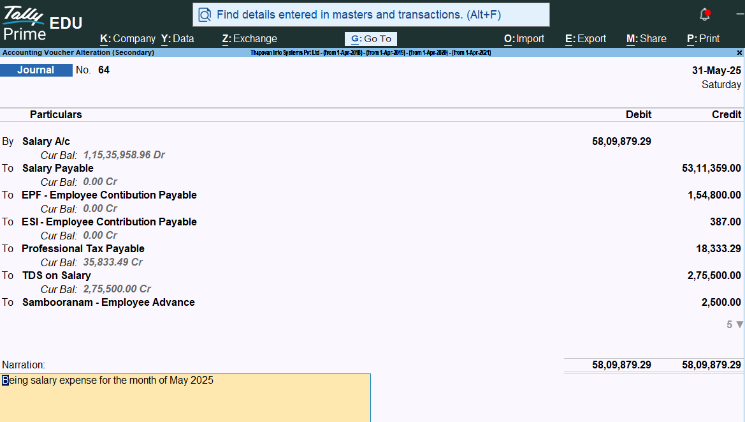 Tally
Prime EDU
Find details entered in masters and transactions. (Alt+F)
K: Company Y: Data Z: Exchange G: Go To O: Import E: Export M: Share P: Print
Accounting Voucher Alteration (Secondary) Thapovan Info Systems Pvt Ltd - (from 1-Apr-2018) - (from 1-Apr-2019) - (from 1-Apr-2020) - (from 1-Apr-2021) ×
Journal No. 64 31-May-25
Saturday
Particulars Debit Credit
By Salary A/c 58,09,879.29
Cur Bal: 1,15,35,958.96 Dr
To Salary Payable 53,11,359.00
Cur Bal: 0.00 Cr
To EPF - Employee Contibution Payable 1,54,800.00
Cur Bal: 0.00 Cr
To ESI - Employee Contribution Payable 387.00
Cur Bal: 0.00 Cr
To Professional Tax Payable 18,333.29
Cur Bal: 35,833.49 Cr
To TDS on Salary 2,75,500.00
Cur Bal: 2,75,500.00 Cr
To Sambooranam - Employee Advance 2,500.00
5 ▼
Narration: 58,09,879.29 58,09,879.29
Being salary expense for the month of May 2025